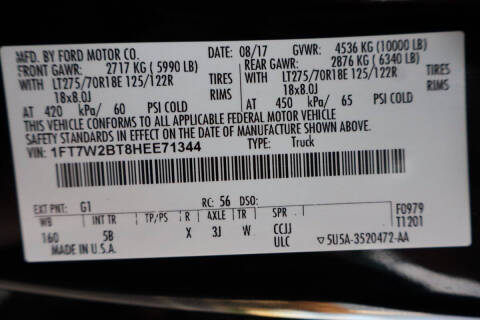 MFD. BY FORD MOTOR CO. DATE: 08/17 GVWR: 4536 KG (10000 LB)
FRONT GAWR: 2717 KG (5990 LB) REAR GAWR: 2876 KG (6340 LB)
WITH LT275/70R18E 125/122R TIRES WITH LT275/70R18E 125/122R TIRES
18x8.0J RIMS 18x8.0J RIMS
AT 420 kPa/ 60 PSI COLD AT 450 kPa/ 65 PSI COLD
THIS VEHICLE CONFORMS TO ALL APPLICABLE FEDERAL MOTOR VEHICLE
SAFETY STANDARDS IN EFFECT ON THE DATE OF MANUFACTURE SHOWN ABOVE.
VIN: 1FT7W2BT8HEE71344 TYPE: Truck
EXT PNT: G1 RC: 56 DSO:
WB INT TR TP/PS R AXLE TR SPR F0979
160 5B X 3J W CCJJ T1201
MADE IN U.S.A. ULC 5U5A-3520472-AA